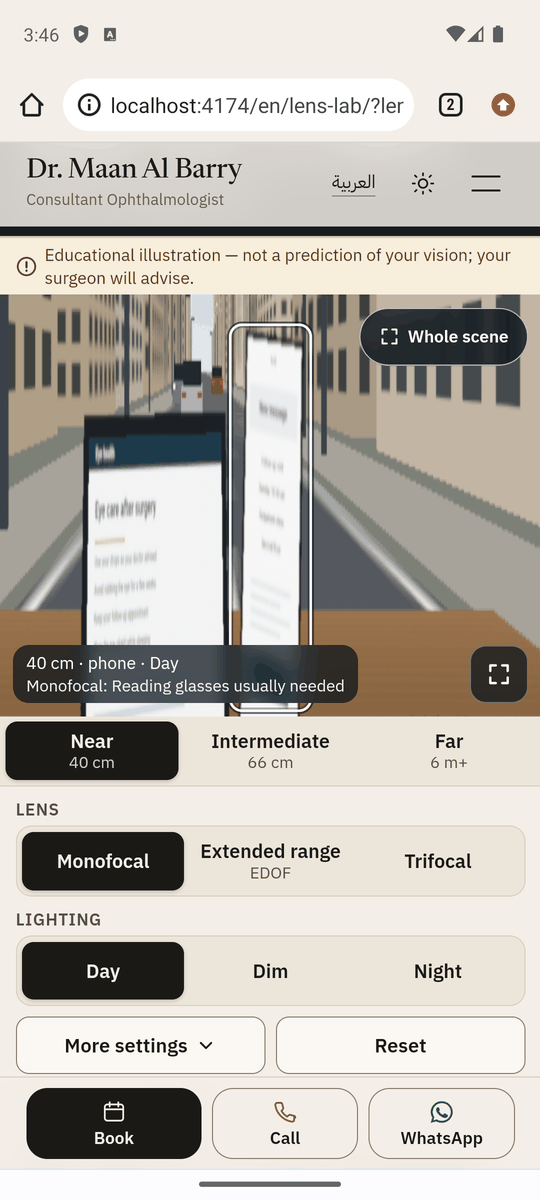 3:46
localhost:4174/en/lens-lab/?ler
2
Dr. Maan Al Barry
Consultant Ophthalmologist
العربية
Educational illustration — not a prediction of your vision; your
surgeon will advise.
Whole scene
Eye care after surgery
40 cm · phone · Day
Monofocal: Reading glasses usually needed
Near
40 cm
Intermediate
66 cm
Far
6 m+
LENS
Monofocal
Extended range
EDOF
Trifocal
LIGHTING
Day
Dim
Night
More settings
Reset
Book
Call
WhatsApp